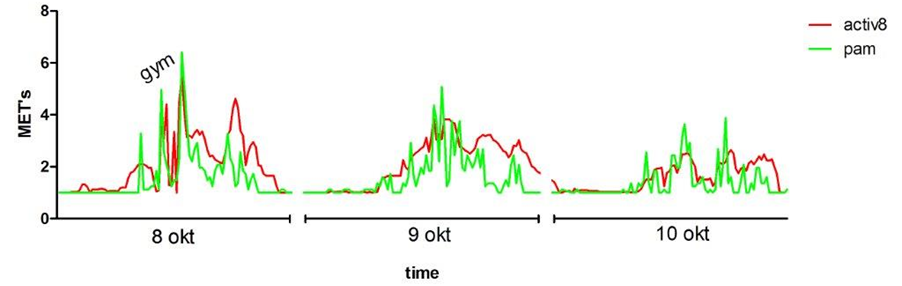 8
6
4
2
0
MET's
gym
8 okt
9 okt
10 okt
time
activ8
pam